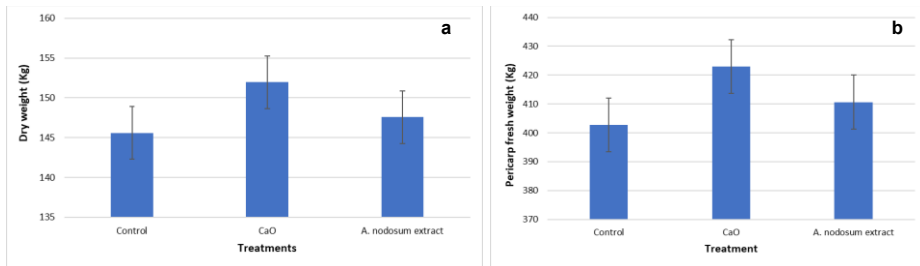 a
160
155
150
145
140
135
Dry weight (Kg)
Control CaO A. nodosum extract
Treatments
b
440
430
420
410
400
390
380
370
Pericarp fresh weight (Kg)
Control CaO A. nodosum extract
Treatment